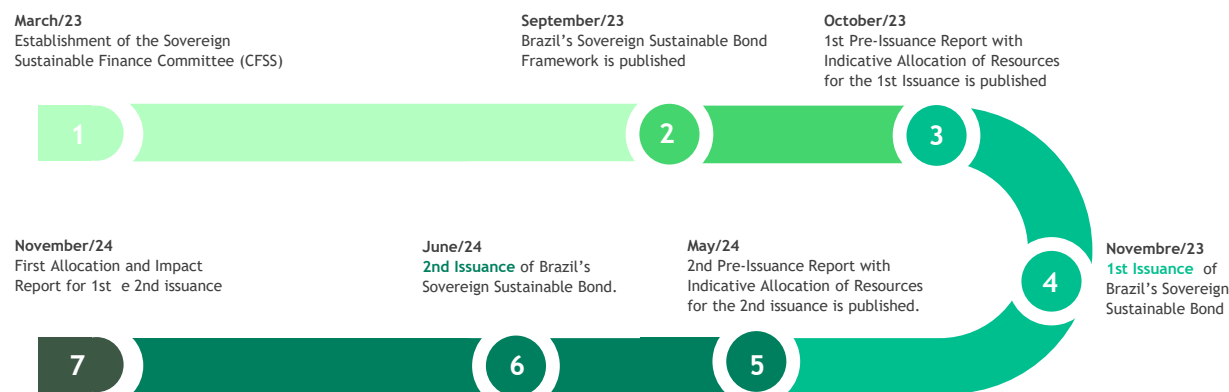 March/23
Establishment of the Sovereign
Sustainable Finance Committee (CFSS)
September/23
Brazil's Sovereign Sustainable Bond
Framework is published
October/23
1st Pre-Issuance Report with
Indicative Allocation of Resources
for the 1st Issuance is published
1
2
3
Novembre/23
1st Issuance of
Brazil's Sovereign
Sustainable Bond
4
May/24
2nd Pre-Issuance Report with
Indicative Allocation of Resources
for the 2nd issuance is published.
5
June/24
2nd Issuance of Brazil's
Sovereign Sustainable Bond.
6
November/24
First Allocation and Impact
Report for 1st e 2nd issuance
7